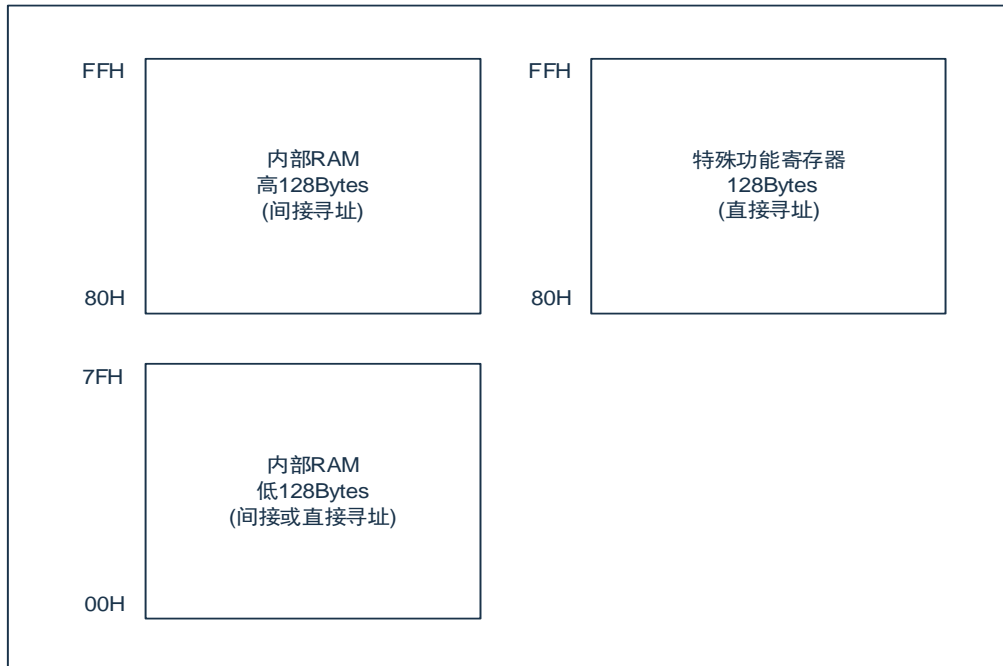 FFH
内部RAM
高128Bytes
(间接寻址)
80H
FFH
特殊功能寄存器
128Bytes
(直接寻址)
80H
7FH
内部RAM
低128Bytes
(间接或直接寻址)
00H